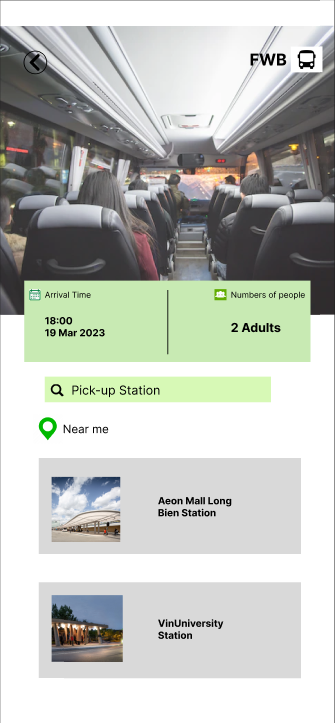 FWB
Arrival Time
Numbers of people
18:00
19 Mar 2023
2 Adults
Pick-up Station
Near me
Aeon Mall Long
Bien Station
VinUniversity
Station